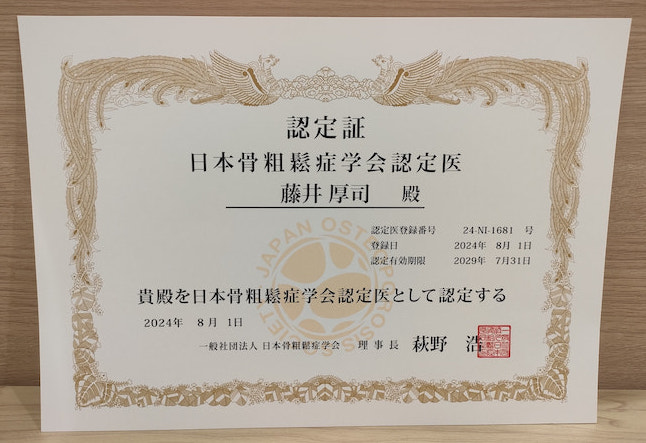 認定証
日本骨粗鬆症学会認定医
藤井 厚司 殿
認定医登録番号 24-NI-1681 号
登録日 2024年 8月 1日
認定有効期限 2029年 7月31日
JAPAN OSTEOPOROSIS SOCIETY
貴殿を日本骨粗鬆症学会認定医として認定する
2024年 8月 1日
一般社団法人 日本骨粗鬆症学会 理事長 萩野 浩